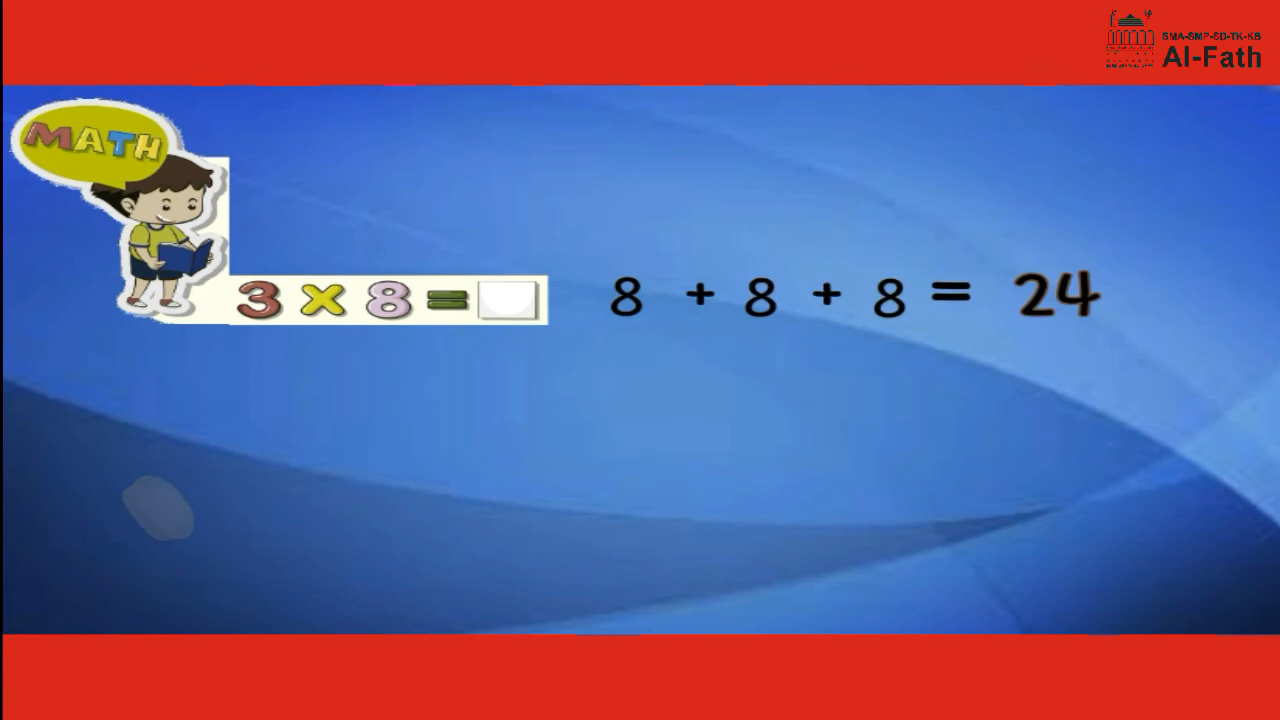 SMA-SMP-SD-TK-KB
Al-Fath
MATH
3 x 8 = 8 + 8 + 8 = 24